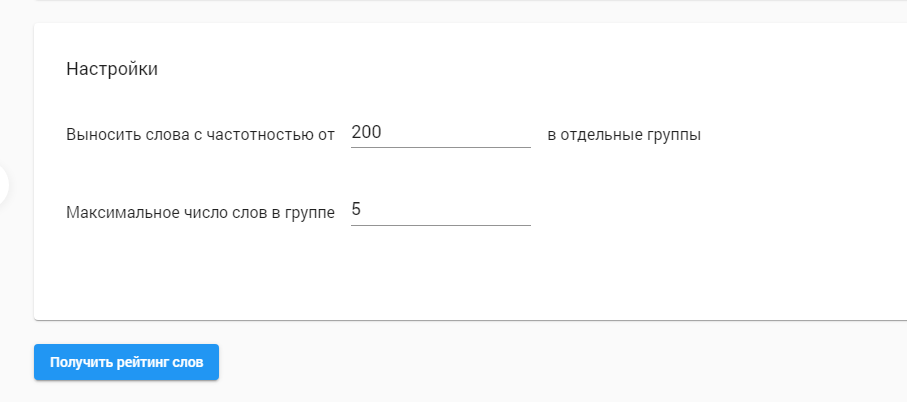 Настройки
Выносить слова с частотностью от 200 в отдельные группы
Максимальное число слов в группе 5
Получить рейтинг слов